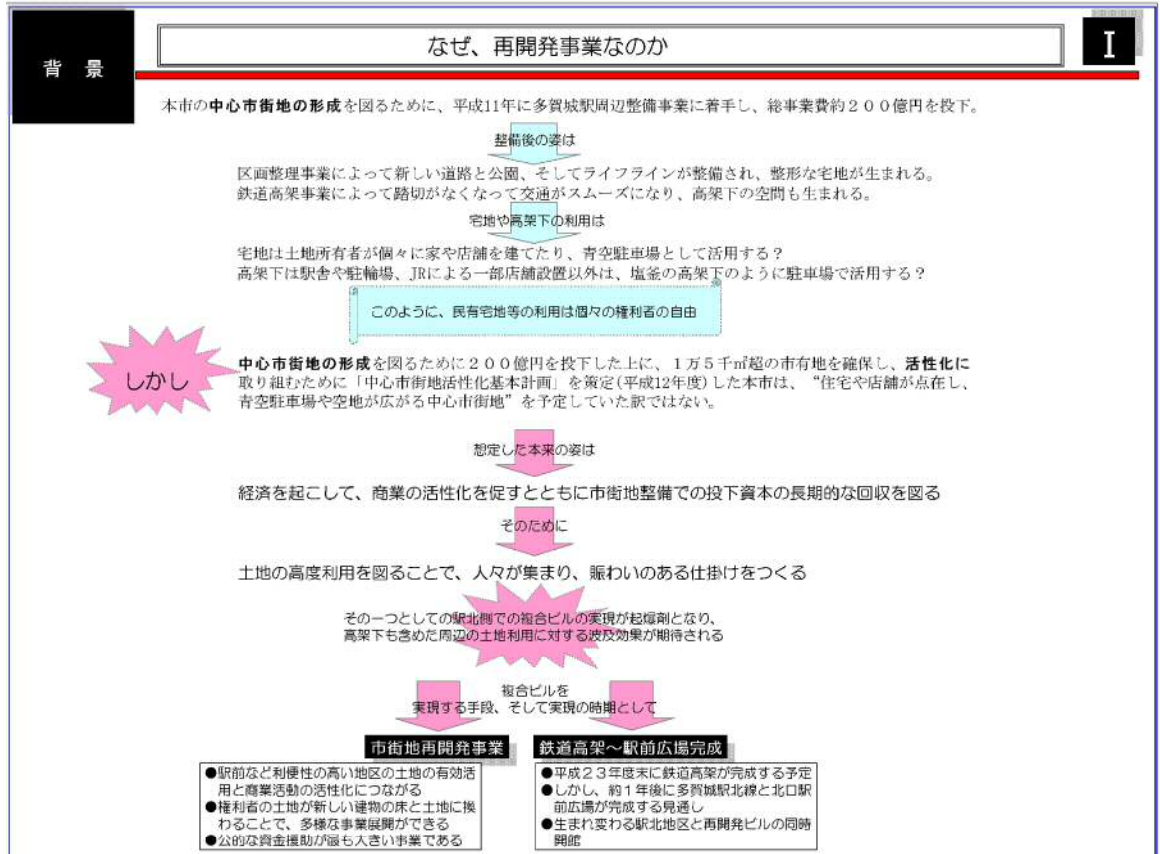 背 景
なぜ、再開発事業なのか
I
本市の中心市街地の形成を図るために、平成11年に多賀城駅周辺整備事業に着手し、総事業費約２００億円を投下。
整備後の姿は
区画整理事業によって新しい道路と公園、そしてライフラインが整備され、整形な宅地が生まれる。
鉄道高架事業によって踏切がなくなって交通がスムーズになり、高架下の空間も生まれる。
宅地や高架下の利用は
宅地は土地所有者が個々に家や店舗を建てたり、青空駐車場として活用する？
高架下は駅舎や駐輪場、JRによる一部店舗設置以外は、塩釜の高架下のように駐車場で活用する？
このように、民有宅地等の利用は個々の権利者の自由
しかし
中心市街地の形成を図るために２００億円を投下した上に、１万５千㎡超の市有地を確保し、活性化に
取り組むために「中心市街地活性化基本計画」を策定(平成12年度)した本市は、“住宅や店舗が点在し、
青空駐車場や空地が広がる中心市街地”を予定していた訳ではない。
想定した本来の姿は
経済を起こして、商業の活性化を促すとともに市街地整備での投下資本の長期的な回収を図る
そのために
土地の高度利用を図ることで、人々が集まり、賑わいのある仕掛けをつくる
その一つとしての駅北側での複合ビルの実現が起爆剤となり、
高架下も含めた周辺の土地利用に対する波及効果が期待される
複合ビルを
実現する手段、そして実現の時期として
市街地再開発事業
●駅前など利便性の高い地区の土地の有効活
用と商業活動の活性化につながる
●権利者の土地が新しい建物の床と土地に換
わることで、多様な事業展開ができる
●公的な資金援助が最も大きい事業である
鉄道高架～駅前広場完成
●平成２３年度末に鉄道高架が完成する予定
●しかし、約１年後に多賀城駅北線と北口駅
前広場が完成する見通し
●生まれ変わる駅北地区と再開発ビルの同時
開館